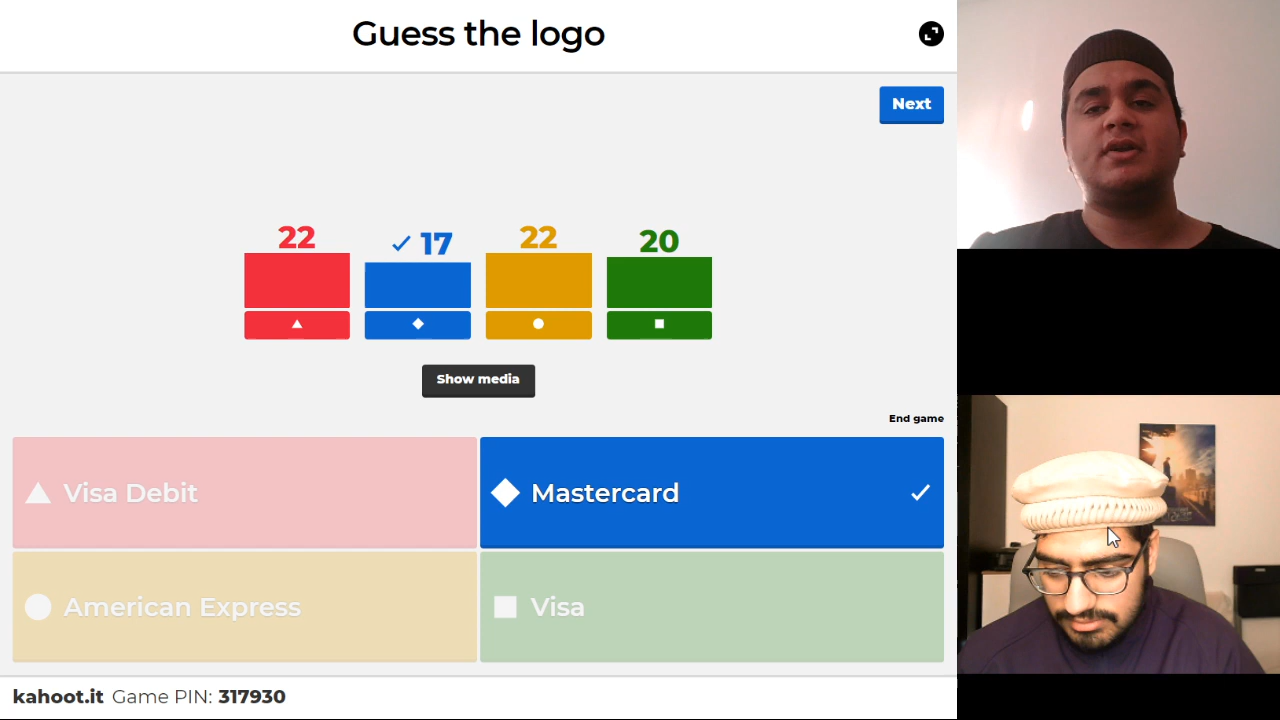 Guess the logo
Next
22
17
22
20
Show media
End game
Visa Debit
Mastercard
American Express
Visa
kahoot.it Game PIN: 317930